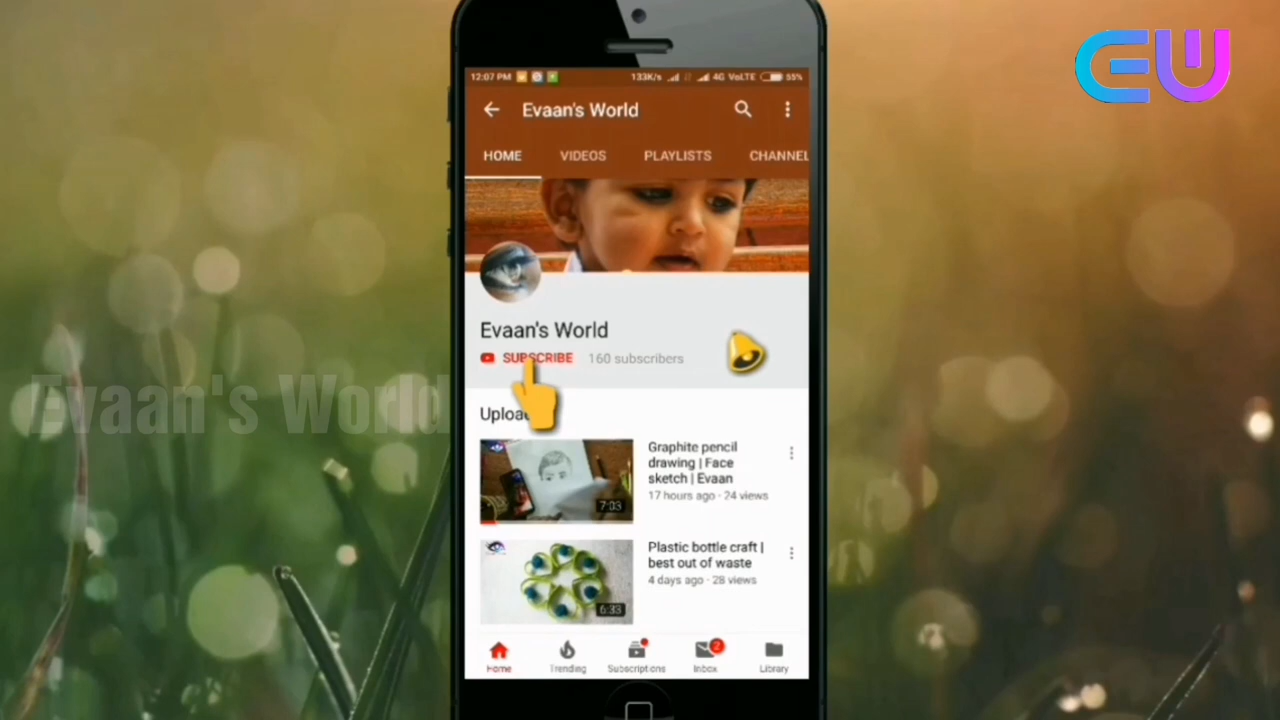 EW
12:07 PM 133K/s 4G VoLTE 55%
Evaan's World
HOME VIDEOS PLAYLISTS CHANNEL
Evaan's World
SUBSCRIBE 160 subscribers
Evaan's World
Uploa
Graphite pencil
drawing | Face
sketch | Evaan
17 hours ago · 24 views
7:03
Plastic bottle craft |
best out of waste
4 days ago · 28 views
6:33
Home Trending Subscriptions Inbox 2 Library